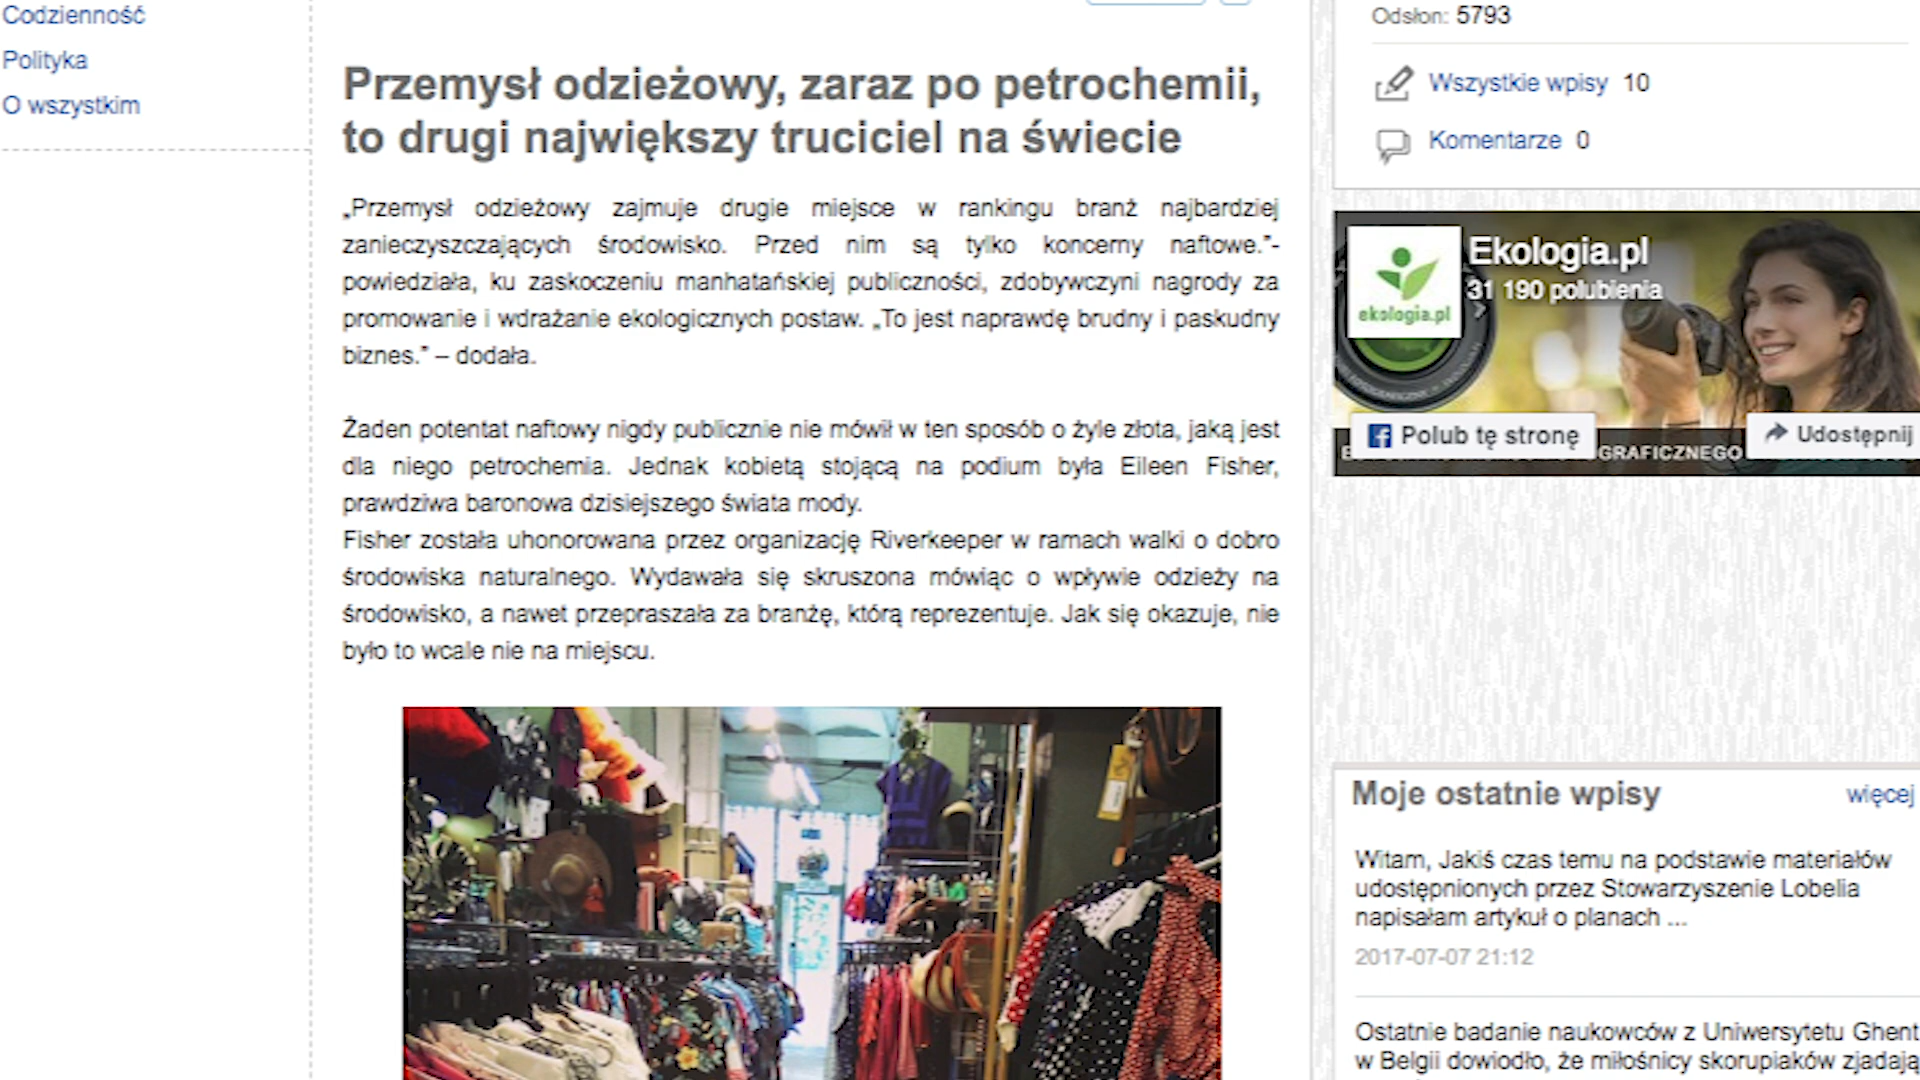 Codzienność
Polityka
O wszystkim
Przemysł odzieżowy, zaraz po petrochemii,
to drugi największy truciciel na świecie
„Przemysł odzieżowy zajmuje drugie miejsce w rankingu branż najbardziej
zanieczyszczających środowisko. Przed nim są tylko koncerny naftowe.”-
powiedziała, ku zaskoczeniu manhatańskiej publiczności, zdobywczyni nagrody za
promowanie i wdrażanie ekologicznych postaw. „To jest naprawdę brudny i paskudny
biznes.” – dodała.
Żaden potentat naftowy nigdy publicznie nie mówił w ten sposób o żyle złota, jaką jest
dla niego petrochemia. Jednak kobietą stojącą na podium była Eileen Fisher,
prawdziwa baronowa dzisiejszego świata mody.
Fisher została uhonorowana przez organizację Riverkeeper w ramach walki o dobro
środowiska naturalnego. Wydawała się skruszona mówiąc o wpływie odzieży na
środowisko, a nawet przepraszała za branżę, którą reprezentuje. Jak się okazuje, nie
było to wcale nie na miejscu.
Odsłon: 5793
Wszystkie wpisy 10
Komentarze 0
Ekologia.pl
31 190 polubienia
ekologia.pl
Polub tę stronę
Udostępnij
GRAFICZNEGO
Moje ostatnie wpisy
więcej
Witam, Jakiś czas temu na podstawie materiałów
udostępnionych przez Stowarzyszenie Lobelia
napisałam artykuł o planach ...
2017-07-07 21:12
Ostatnie badanie naukowców z Uniwersytetu Ghent
w Belgii dowiodło, że miłośnicy skorupiaków zjadają